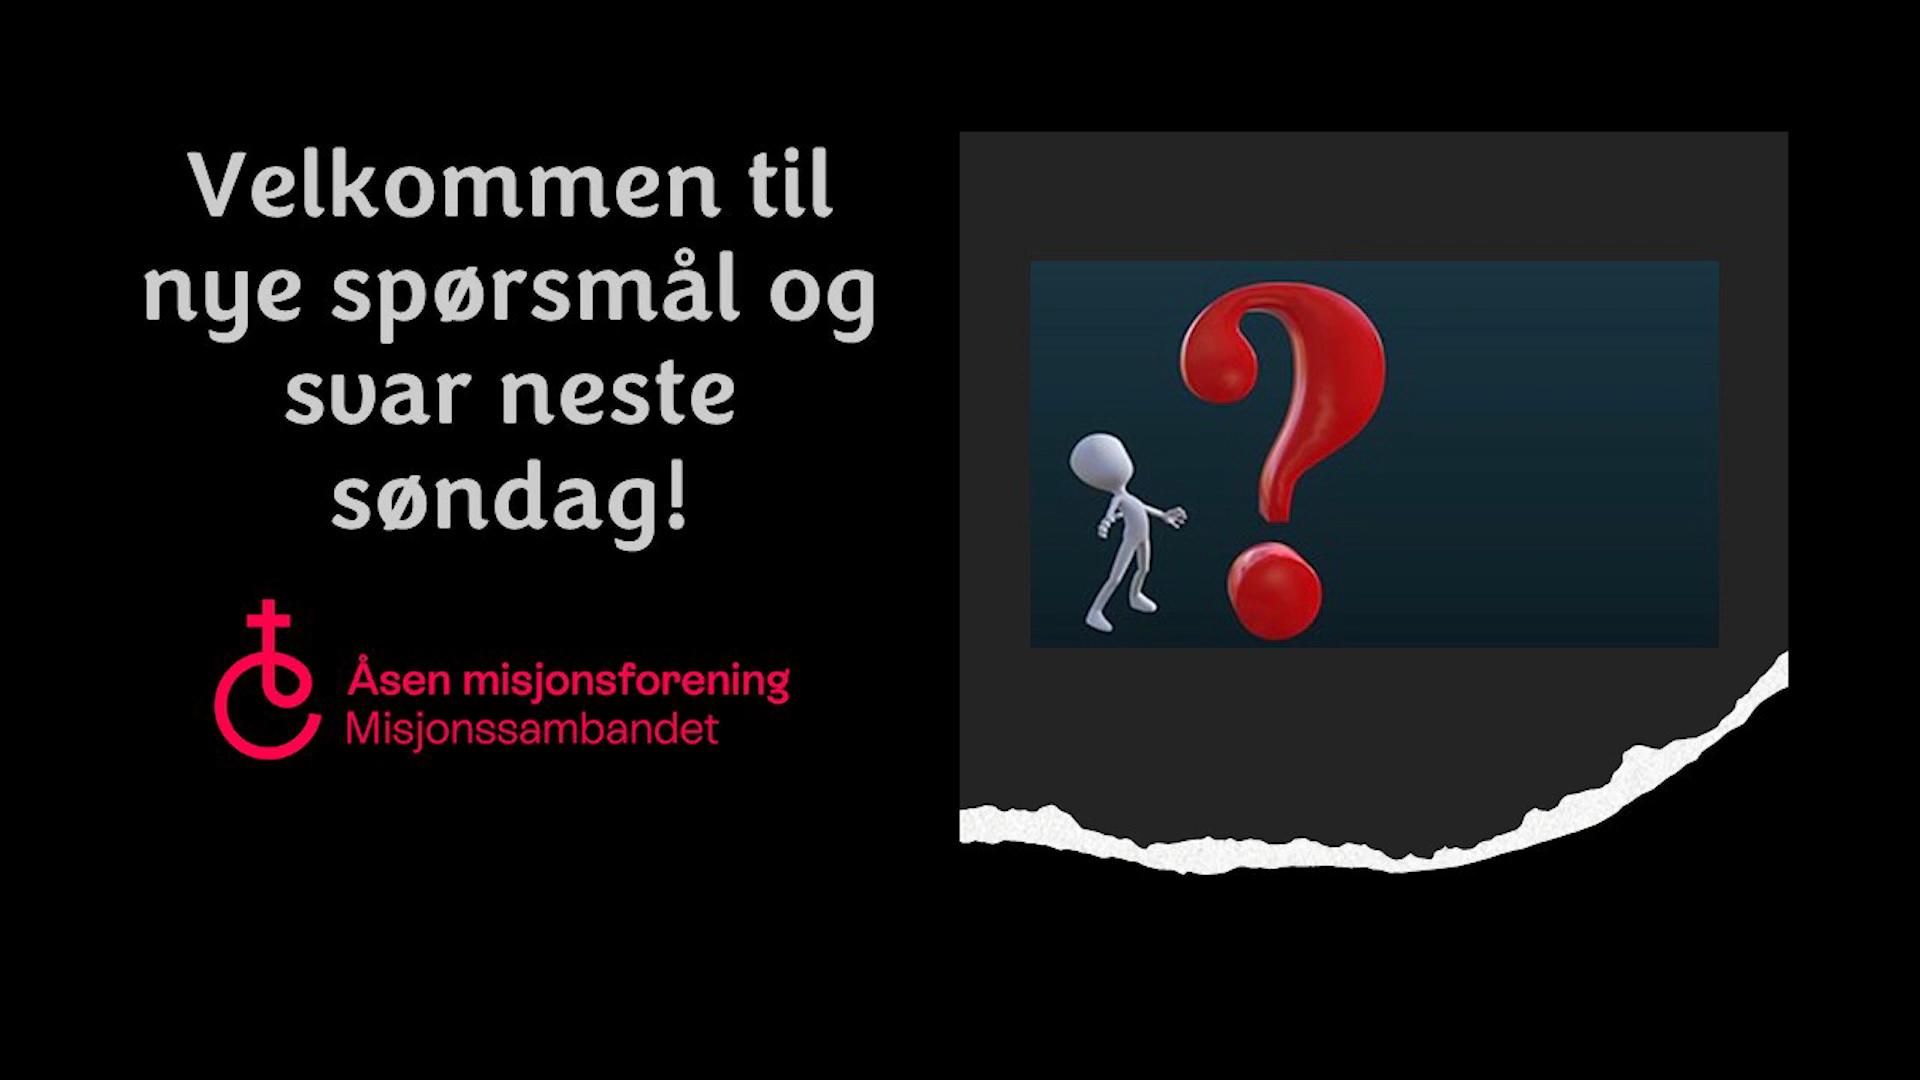 Velkommen til
nye spørsmål og
svar neste
søndag!
Åsen misjonsforening
Misjonssambandet